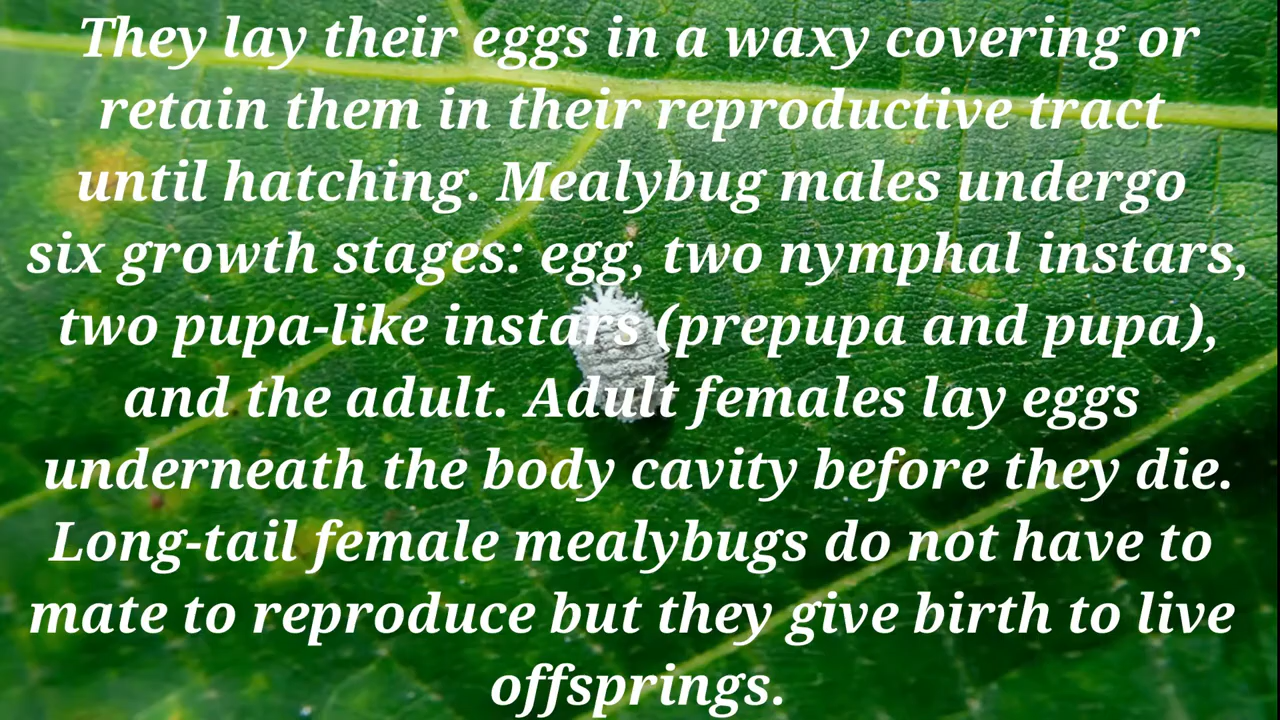 They lay their eggs in a waxy covering or
retain them in their reproductive tract
until hatching. Mealybug males undergo
six growth stages: egg, two nymphal instars,
two pupa-like instars (prepupa and pupa),
and the adult. Adult females lay eggs
underneath the body cavity before they die.
Long-tail female mealybugs do not have to
mate to reproduce but they give birth to live
offsprings.